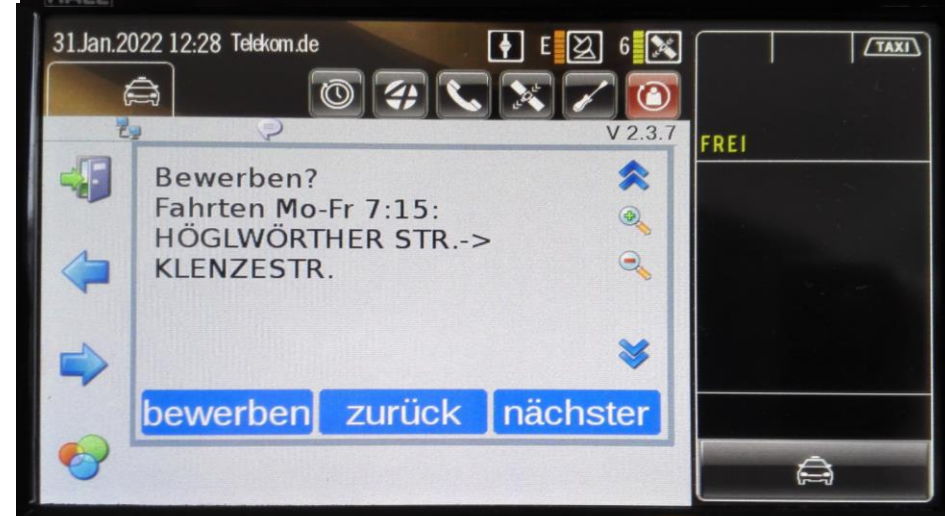 31.Jan.2022 12:28 Telekom.de E 6
TAXI
V 2.3.7
FREI
Bewerben?
Fahrten Mo-Fr 7:15:
HÖGLWÖRTHER STR.->
KLENZESTR.
bewerben zurück nächster